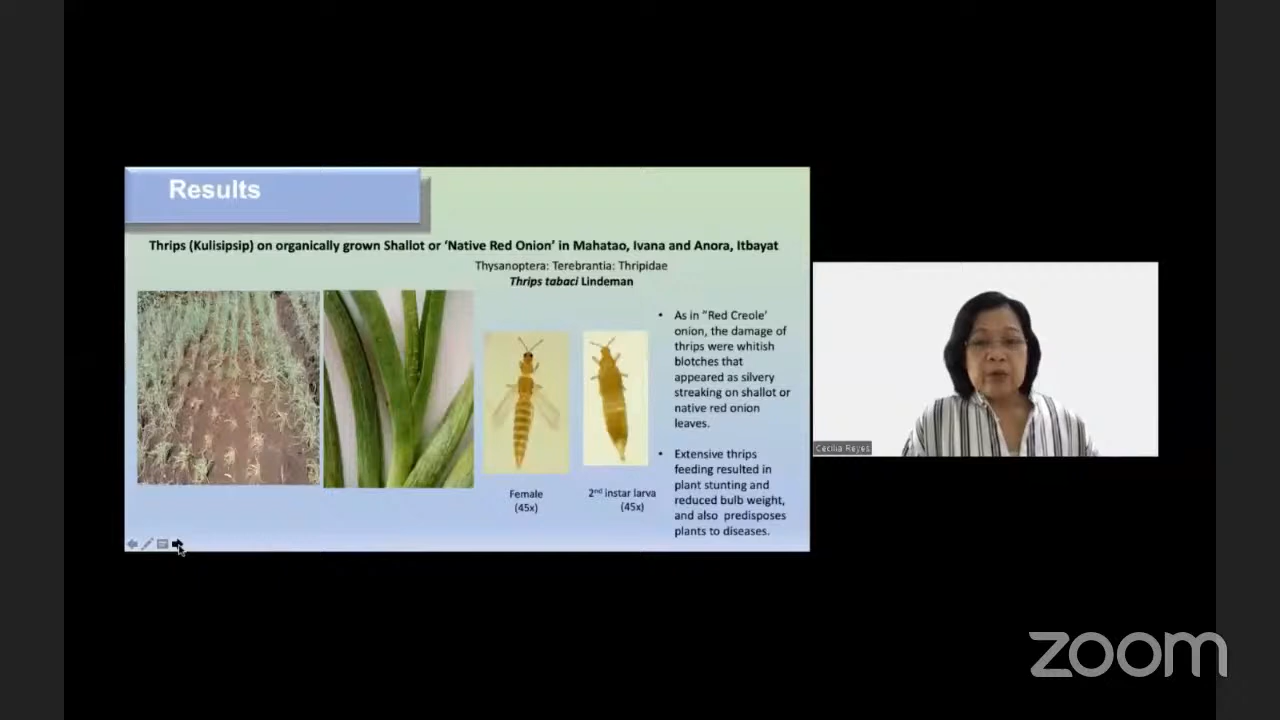 Results
Thrips (Kulisipsip) on organically grown Shallot or ‘Native Red Onion’ in Mahatao, Ivana and Anora, Itbayat
Thysanoptera: Terebrantia: Thripidae
Thrips tabaci Lindeman
• As in “Red Creole’
onion, the damage of
thrips were whitish
blotches that
appeared as silvery
streaking on shallot or
native red onion
leaves.
• Extensive thrips
feeding resulted in
plant stunting and
reduced bulb weight,
and also predisposes
plants to diseases.
Female
(45x)
2nd instar larva
(45x)
Cecilia Reyes
zoom